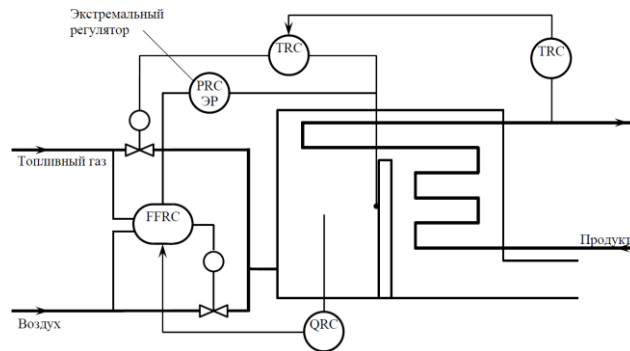 Экстремальный
регулятор
TRC
TRC
PRC
ЭР
Топливный газ
FFRC
Продукт
Воздух
QRC